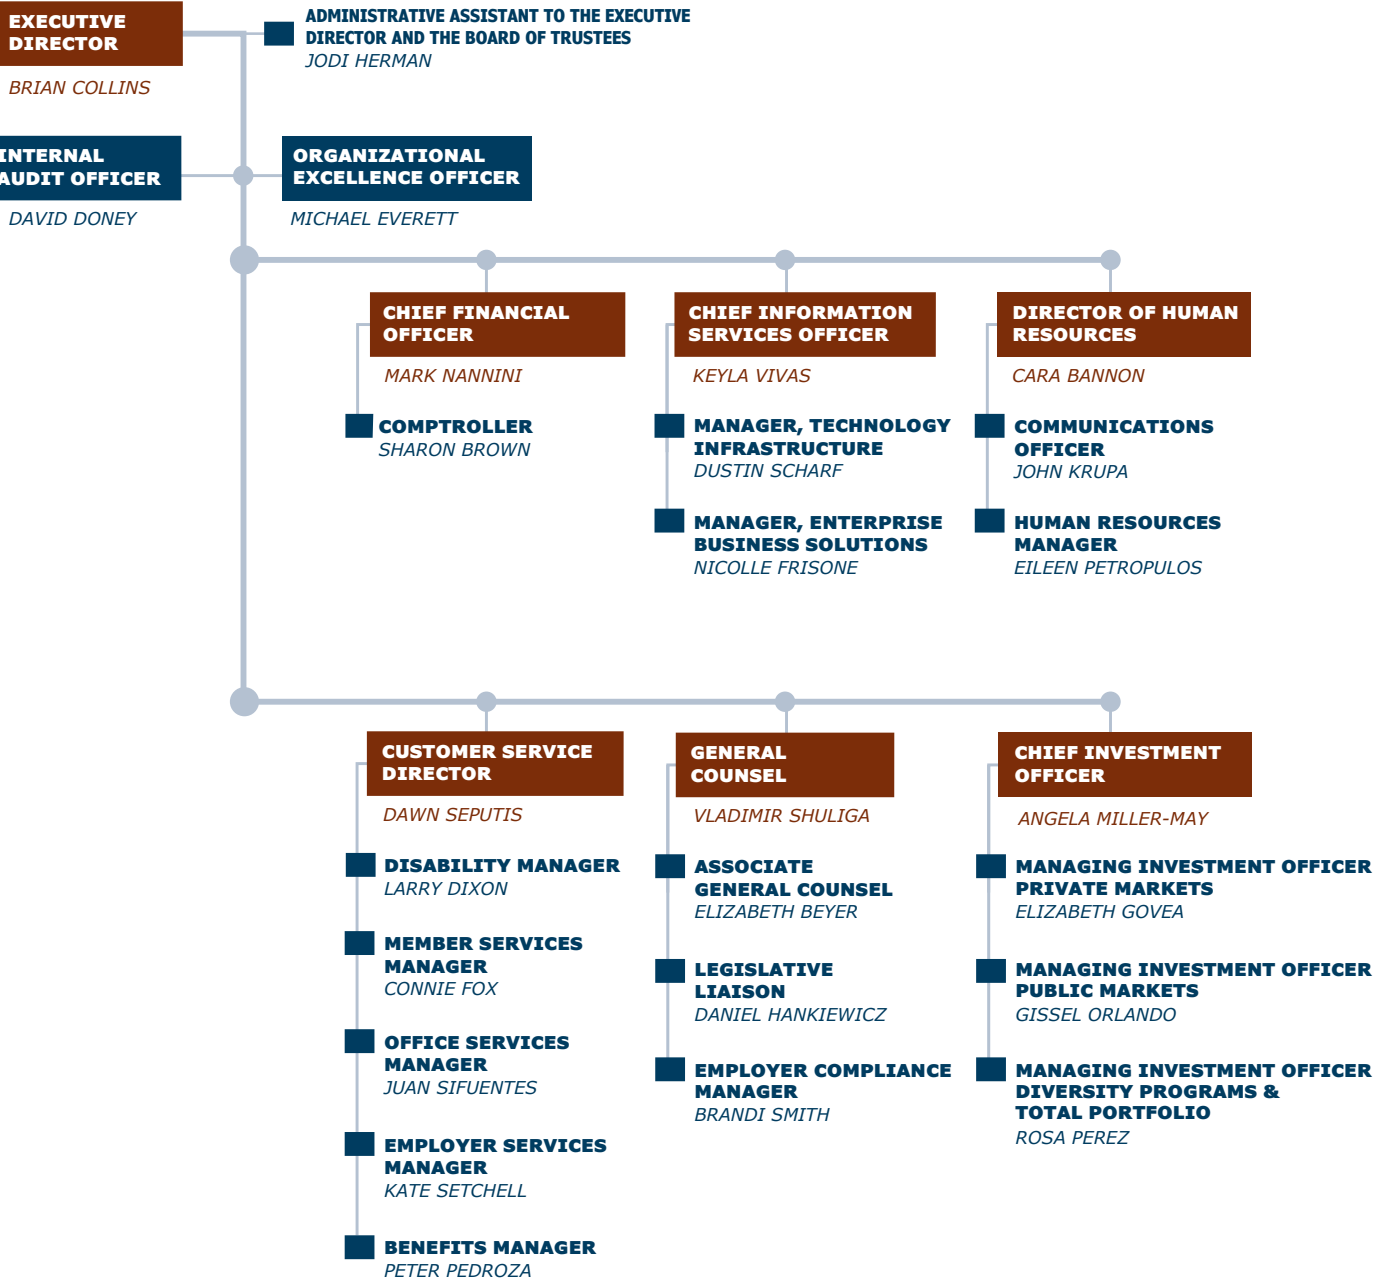 EXECUTIVE
DIRECTOR
BRIAN COLLINS
ADMINISTRATIVE ASSISTANT TO THE EXECUTIVE
DIRECTOR AND THE BOARD OF TRUSTEES
JODI HERMAN
INTERNAL
AUDIT OFFICER
DAVID DONEY
ORGANIZATIONAL
EXCELLENCE OFFICER
MICHAEL EVERETT
CHIEF FINANCIAL
OFFICER
MARK NANNINI
COMPTROLLER
SHARON BROWN
CHIEF INFORMATION
SERVICES OFFICER
KEYLA VIVAS
MANAGER, TECHNOLOGY
INFRASTRUCTURE
DUSTIN SCHARF
MANAGER, ENTERPRISE
BUSINESS SOLUTIONS
NICOLLE FRISONE
DIRECTOR OF HUMAN
RESOURCES
CARA BANNON
COMMUNICATIONS
OFFICER
JOHN KRUPA
HUMAN RESOURCES
MANAGER
EILEEN PETROPULOS
CUSTOMER SERVICE
DIRECTOR
DAWN SEPUTIS
DISABILITY MANAGER
LARRY DIXON
MEMBER SERVICES
MANAGER
CONNIE FOX
OFFICE SERVICES
MANAGER
JUAN SIFUENTES
EMPLOYER SERVICES
MANAGER
KATE SETCHELL
BENEFITS MANAGER
PETER PEDROZA
GENERAL
COUNSEL
VLADIMIR SHULIGA
ASSOCIATE
GENERAL COUNSEL
ELIZABETH BEYER
LEGISLATIVE
LIAISON
DANIEL HANKIEWICZ
EMPLOYER COMPLIANCE
MANAGER
BRANDI SMITH
CHIEF INVESTMENT
OFFICER
ANGELA MILLER-MAY
MANAGING INVESTMENT OFFICER
PRIVATE MARKETS
ELIZABETH GOVEA
MANAGING INVESTMENT OFFICER
PUBLIC MARKETS
GISSEL ORLANDO
MANAGING INVESTMENT OFFICER
DIVERSITY PROGRAMS &
TOTAL PORTFOLIO
ROSA PEREZ